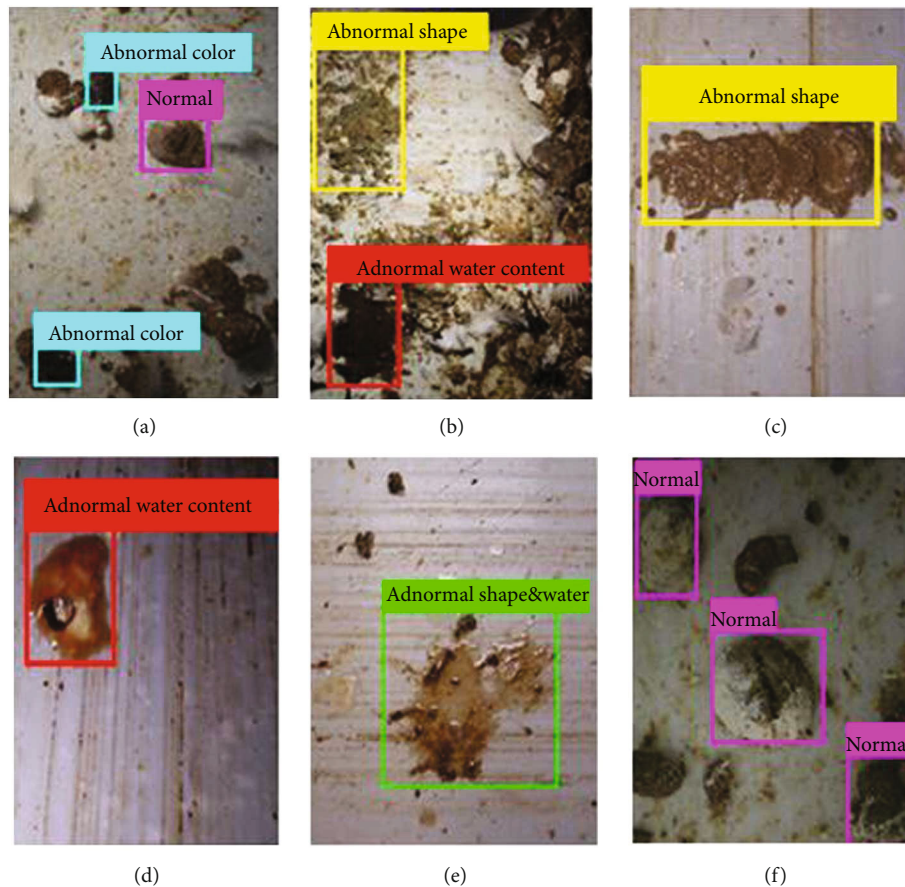 Abnormal color
Normal
Abnormal color
(a)
Abnormal shape
Adnormal water content
(b)
Abnormal shape
(c)
Adnormal water content
(d)
Adnormal shape&water
(e)
Normal
Normal
Normal
(f)